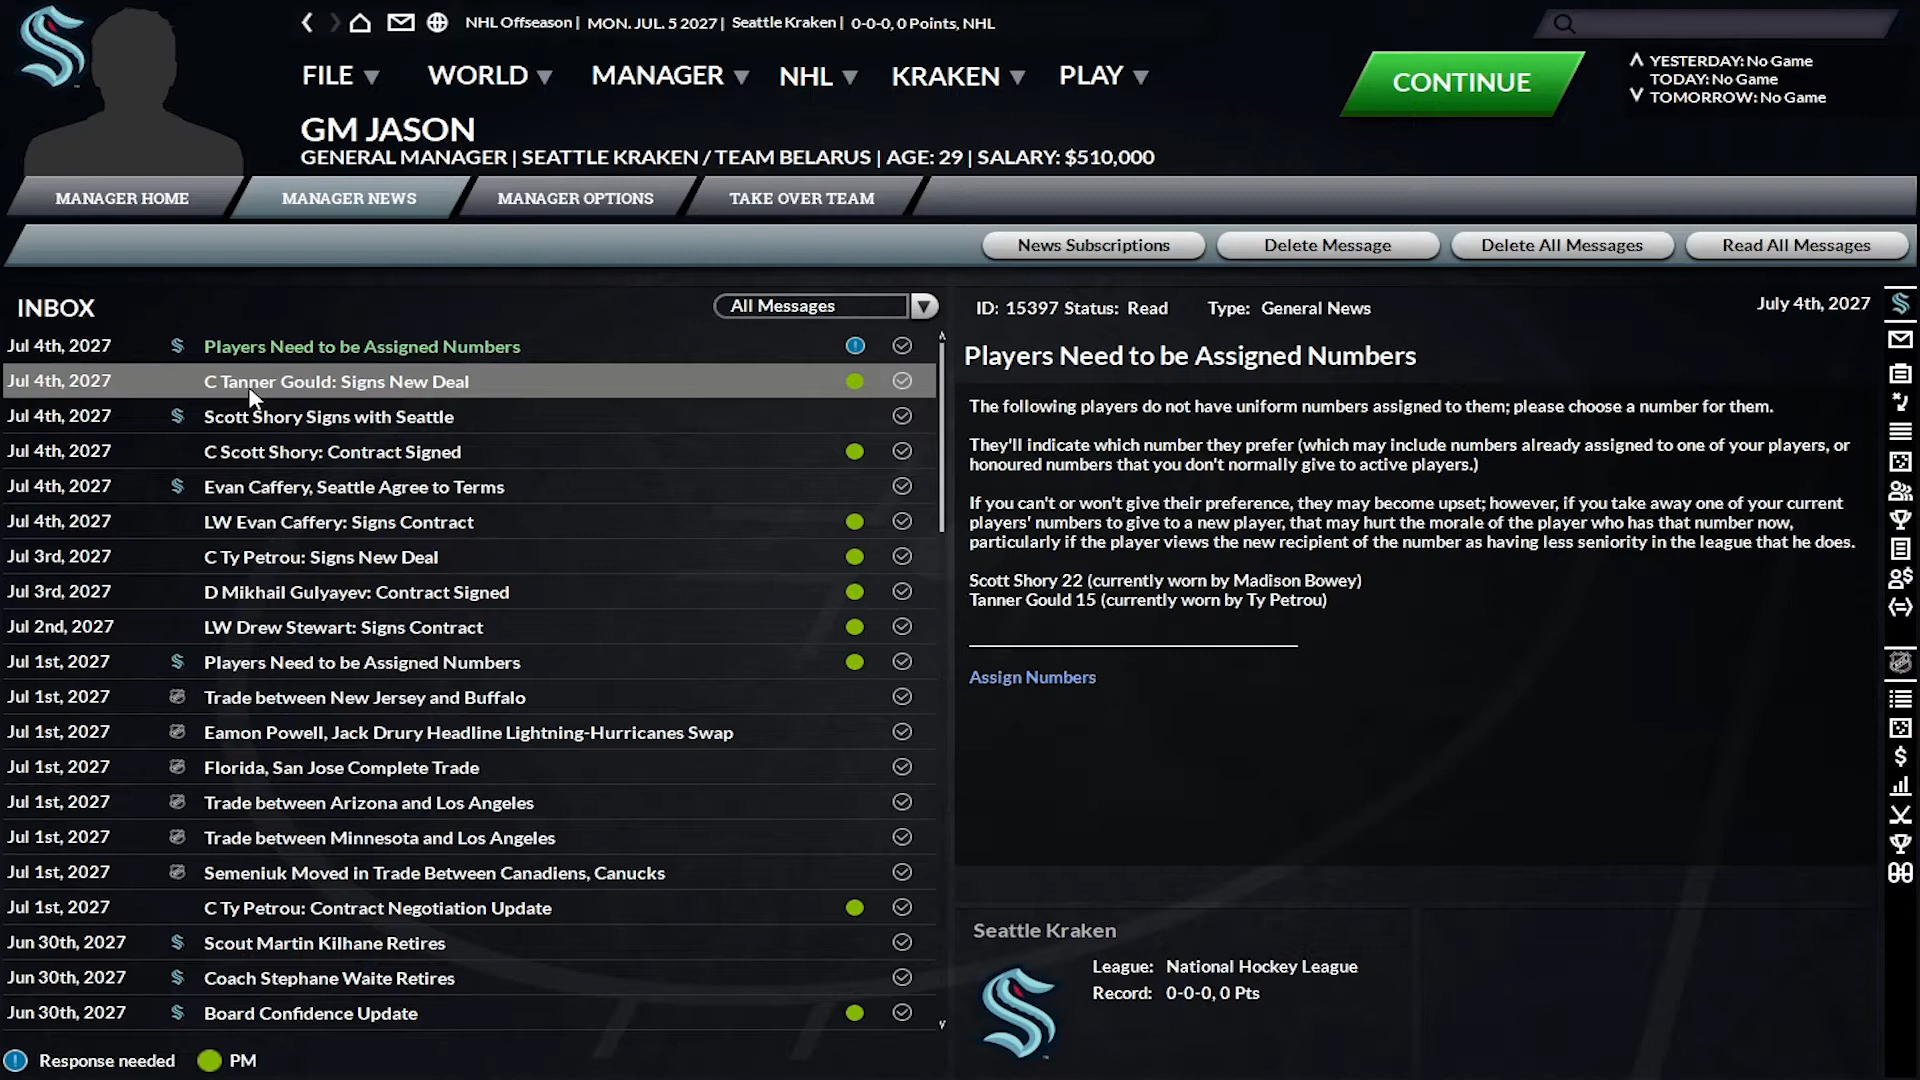 NHL Offseason | MON. JUL. 5 2027 | Seattle Kraken | 0-0-0, 0 Points, NHL
FILE WORLD MANAGER NHL KRAKEN PLAY
CONTINUE
YESTERDAY: No Game
TODAY: No Game
TOMORROW: No Game
GM JASON
GENERAL MANAGER | SEATTLE KRAKEN / TEAM BELARUS | AGE: 29 | SALARY: $510,000
MANAGER HOME MANAGER NEWS MANAGER OPTIONS TAKE OVER TEAM
News Subscriptions Delete Message Delete All Messages Read All Messages
INBOX
All Messages
Jul 4th, 2027 Players Need to be Assigned Numbers
Jul 4th, 2027 C Tanner Gould: Signs New Deal
Jul 4th, 2027 Scott Shory Signs with Seattle
Jul 4th, 2027 C Scott Shory: Contract Signed
Jul 4th, 2027 Evan Caffery, Seattle Agree to Terms
Jul 4th, 2027 LW Evan Caffery: Signs Contract
Jul 3rd, 2027 C Ty Petrou: Signs New Deal
Jul 3rd, 2027 D Mikhail Gulyayev: Contract Signed
Jul 2nd, 2027 LW Drew Stewart: Signs Contract
Jul 1st, 2027 Players Need to be Assigned Numbers
Jul 1st, 2027 Trade between New Jersey and Buffalo
Jul 1st, 2027 Eamon Powell, Jack Drury Headline Lightning-Hurricanes Swap
Jul 1st, 2027 Florida, San Jose Complete Trade
Jul 1st, 2027 Trade between Arizona and Los Angeles
Jul 1st, 2027 Trade between Minnesota and Los Angeles
Jul 1st, 2027 Semeniuk Moved in Trade Between Canadiens, Canucks
Jul 1st, 2027 C Ty Petrou: Contract Negotiation Update
Jun 30th, 2027 Scout Martin Kilhane Retires
Jun 30th, 2027 Coach Stephane Waite Retires
Jun 30th, 2027 Board Confidence Update
Response needed PM
ID: 15397 Status: Read Type: General News
July 4th, 2027
Players Need to be Assigned Numbers
The following players do not have uniform numbers assigned to them; please choose a number for them.
They'll indicate which number they prefer (which may include numbers already assigned to one of your players, or
honoured numbers that you don't normally give to active players.)
If you can't or won't give their preference, they may become upset; however, if you take away one of your current
players' numbers to give to a new player, that may hurt the morale of the player who has that number now,
particularly if the player views the new recipient of the number as having less seniority in the league that he does.
Scott Shory 22 (currently worn by Madison Bowey)
Tanner Gould 15 (currently worn by Ty Petrou)
Assign Numbers
Seattle Kraken
League: National Hockey League
Record: 0-0-0, 0 Pts